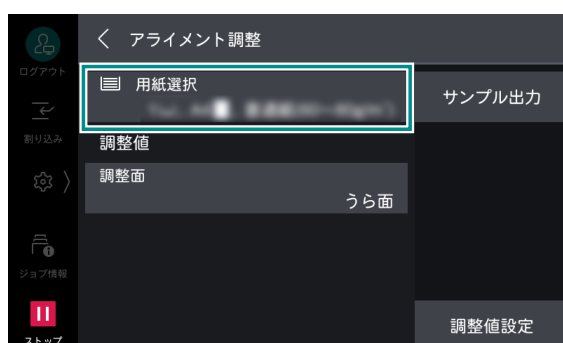 アライメント調整
ログアウト
用紙選択
サンプル出力
割り込み
調整値
調整面
うら面
ジョブ情報
調整値設定
ストップ